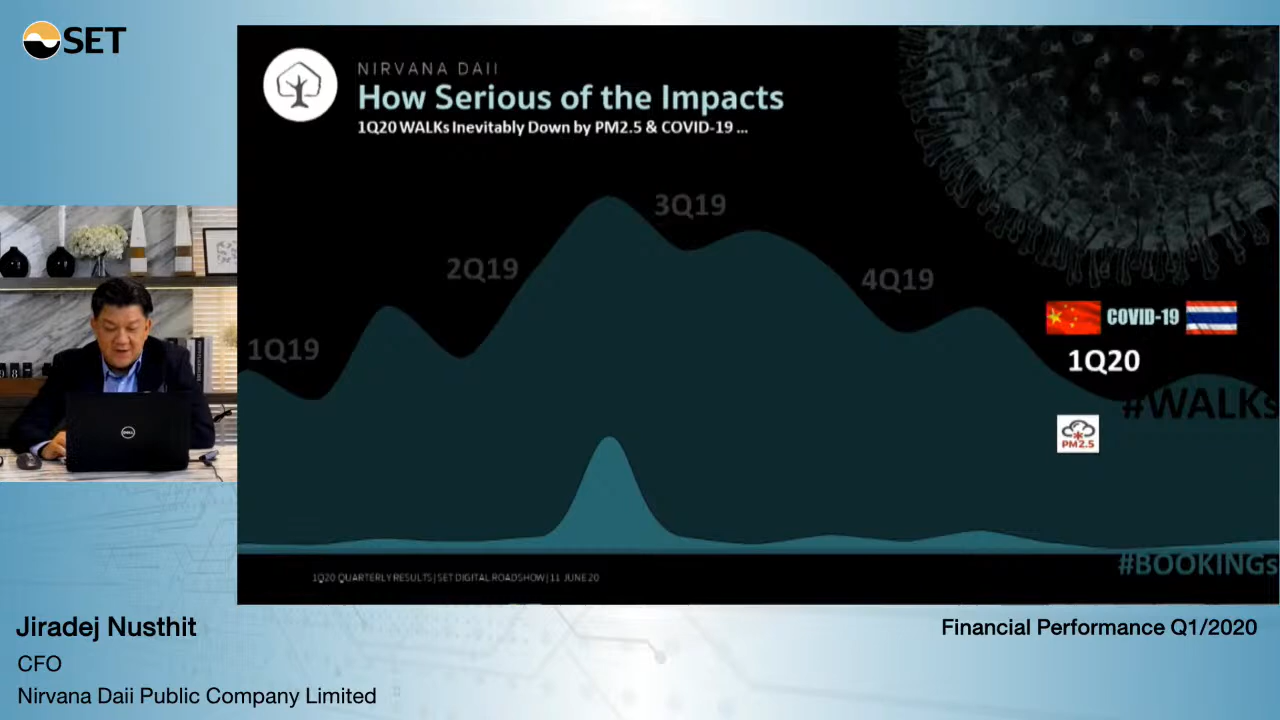 SET
NIRVANA DAII
How Serious of the Impacts
1Q20 WALKs Inevitably Down by PM2.5 & COVID-19 ...
3Q19
2Q19
4Q19
COVID-19
1Q19
1Q20
#WALKs
PM2.5
DELL
#BOOKINGs
1Q20 QUARTERLY RESULTS | SET DIGITAL ROADSHOW | 11 JUNE 20
Jiradej Nusthit
Financial Performance Q1/2020
CFO
Nirvana Daii Public Company Limited